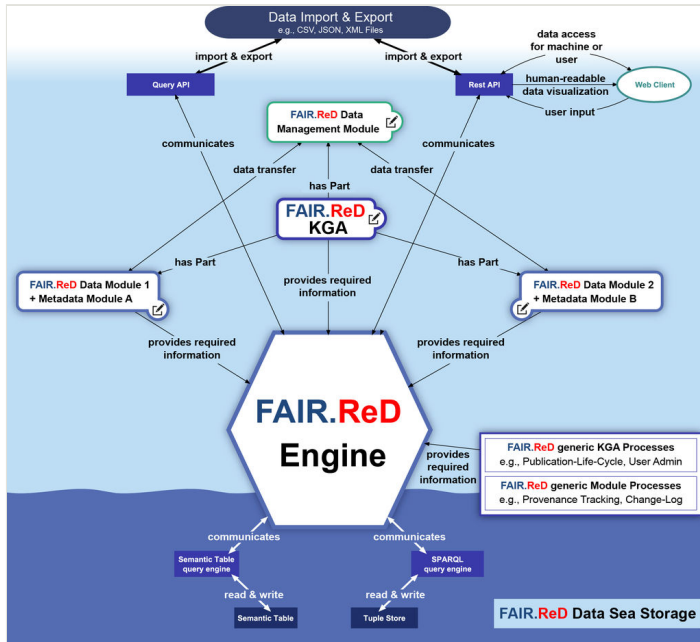 Data Import & Export
e.g., CSV, JSON, XML Files
import & export
import & export
data access
for machine or
user
Query API
Rest API
human-readable
data visualization
Web Client
user input
FAIR.ReD Data
Management Module
communicates
communicates
data transfer
data transfer
has Part
FAIR.ReD
KGA
has Part
has Part
FAIR.ReD Data Module 1
+ Metadata Module A
provides required
information
FAIR.ReD Data Module 2
+ Metadata Module B
provides required
information
provides required
information
FAIR.ReD
Engine
provides
required
information
FAIR.ReD generic KGA Processes
e.g., Publication-Life-Cycle, User Admin
FAIR.ReD generic Module Processes
e.g., Provenance Tracking, Change-Log
communicates
communicates
Semantic Table
query engine
SPARQL
query engine
read & write
read & write
Semantic Table
Tuple Store
FAIR.ReD Data Sea Storage